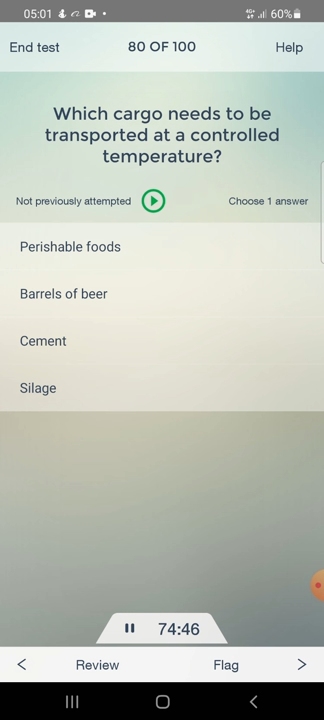 05:01 60%
End test 80 OF 100 Help
Which cargo needs to be
transported at a controlled
temperature?
Not previously attempted Choose 1 answer
Perishable foods
Barrels of beer
Cement
Silage
74:46
< Review Flag >